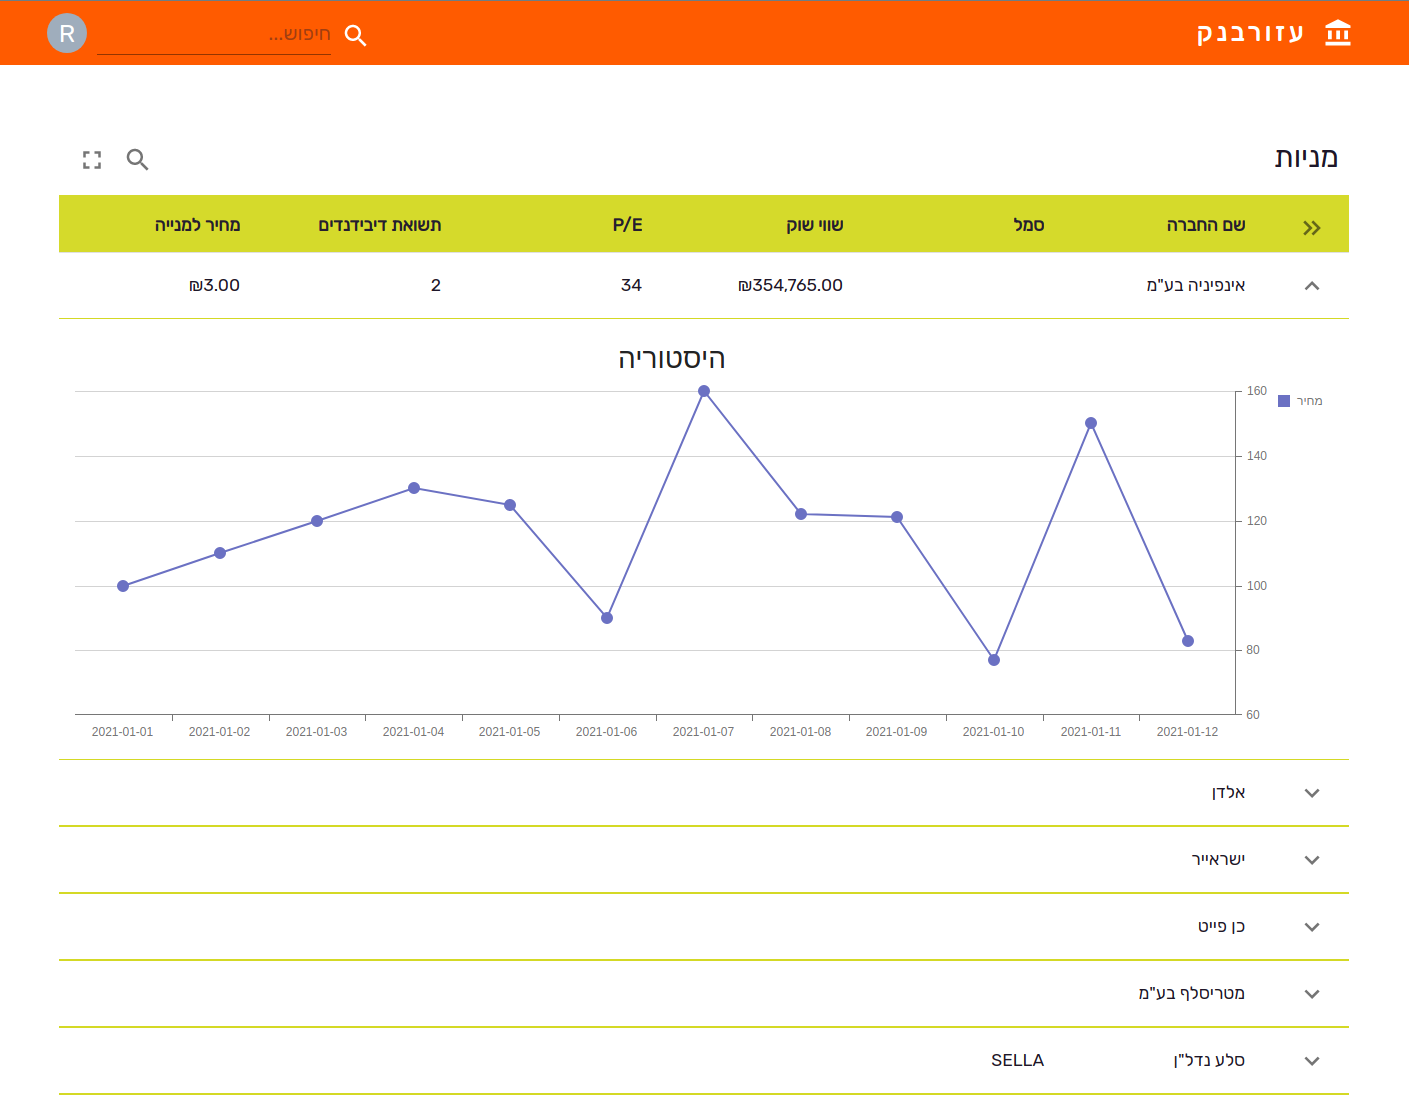 עזורבנק
חיפוש...
R
מניות
שם החברה סמל שווי שוק P/E תשואת דיבידנדים מחיר למנייה
אינפיניה בע"מ ₪354,765.00 34 2 ₪3.00
היסטוריה
מחיר
160
140
120
100
80
60
2021-01-01 2021-01-02 2021-01-03 2021-01-04 2021-01-05 2021-01-06 2021-01-07 2021-01-08 2021-01-09 2021-01-10 2021-01-11 2021-01-12
אלדן
ישראייר
כן פייט
מטריסלף בע"מ
סלע נדל"ן SELLA